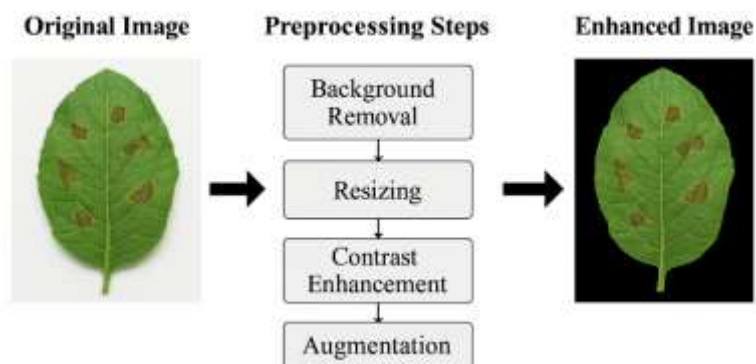 Original Image
Preprocessing Steps
Enhanced Image
Background
Removal
Resizing
Contrast
Enhancement
Augmentation